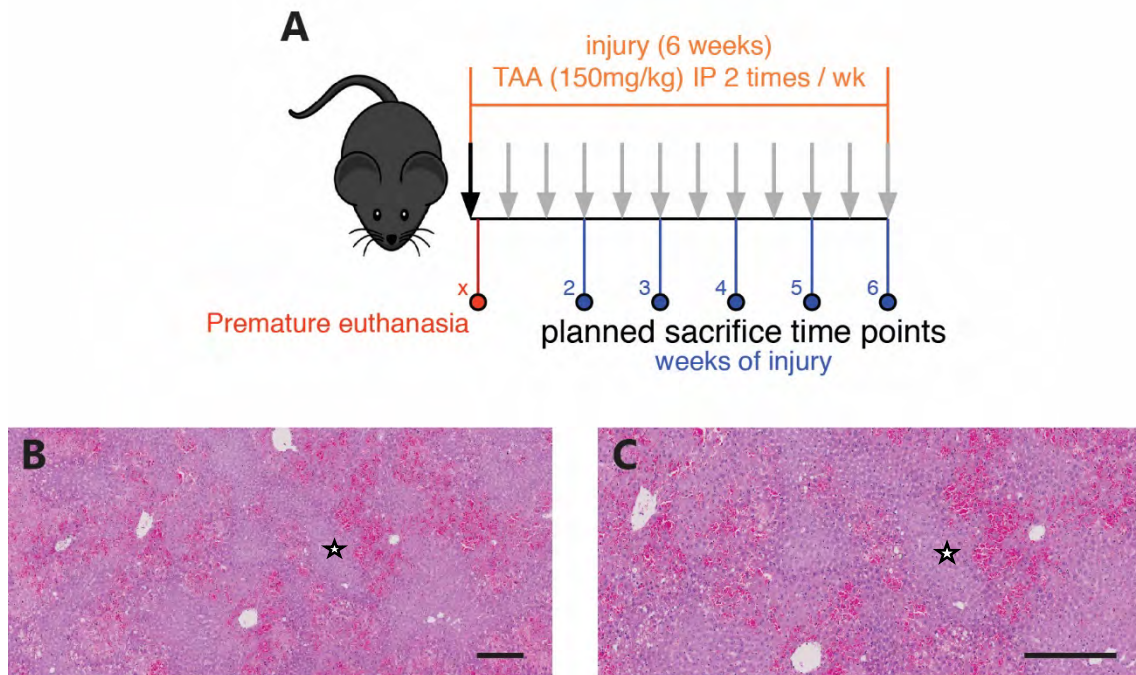 A
injury (6 weeks)
TAA (150mg/kg) IP 2 times / wk
x
2
3
4
5
6
Premature euthanasia
planned sacrifice time points
weeks of injury
B
C